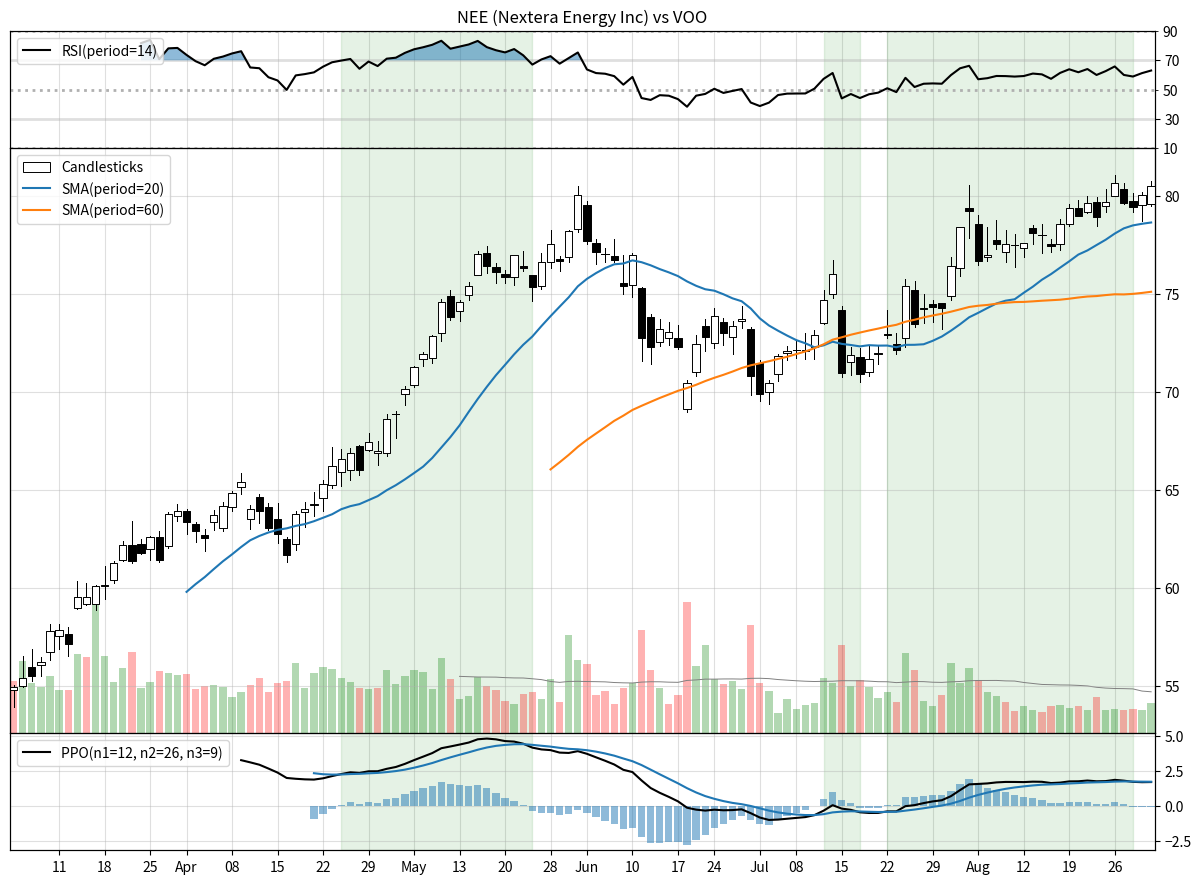 NEE (Nextera Energy Inc) vs VOO
RSI(period=14)
90
70
50
30
10
Candlesticks
SMA(period=20)
SMA(period=60)
80
75
70
65
60
55
PPO(n1=12, n2=26, n3=9)
5.0
2.5
0.0
−2.5
11 18 25 Apr 08 15 22 29 May 13 20 28 Jun 10 17 24 Jul 08 15 22 29 Aug 12 19 26